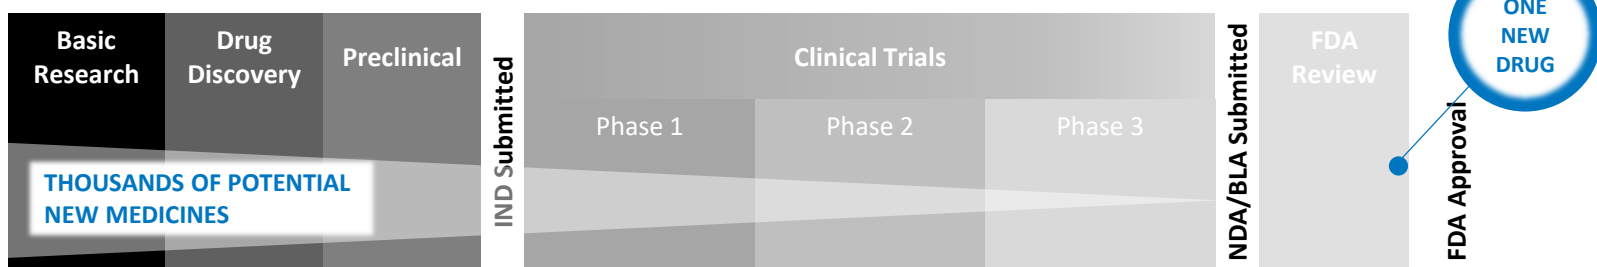 Basic
Research
Drug
Discovery
Preclinical
THOUSANDS OF POTENTIAL
NEW MEDICINES
IND Submitted
Clinical Trials
Phase 1
Phase 2
Phase 3
NDA/BLA Submitted
FDA
Review
FDA Approval
ONE
NEW
DRUG